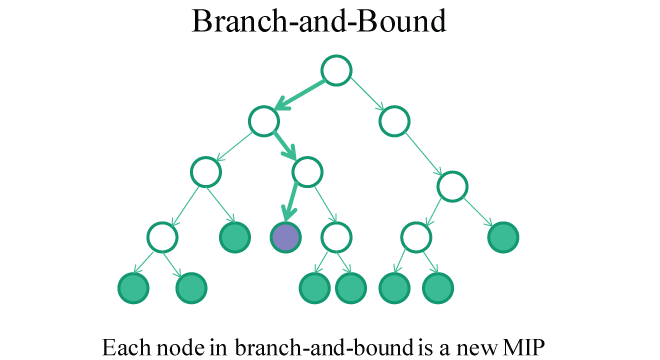 Branch-and-Bound
Each node in branch-and-bound is a new MIP